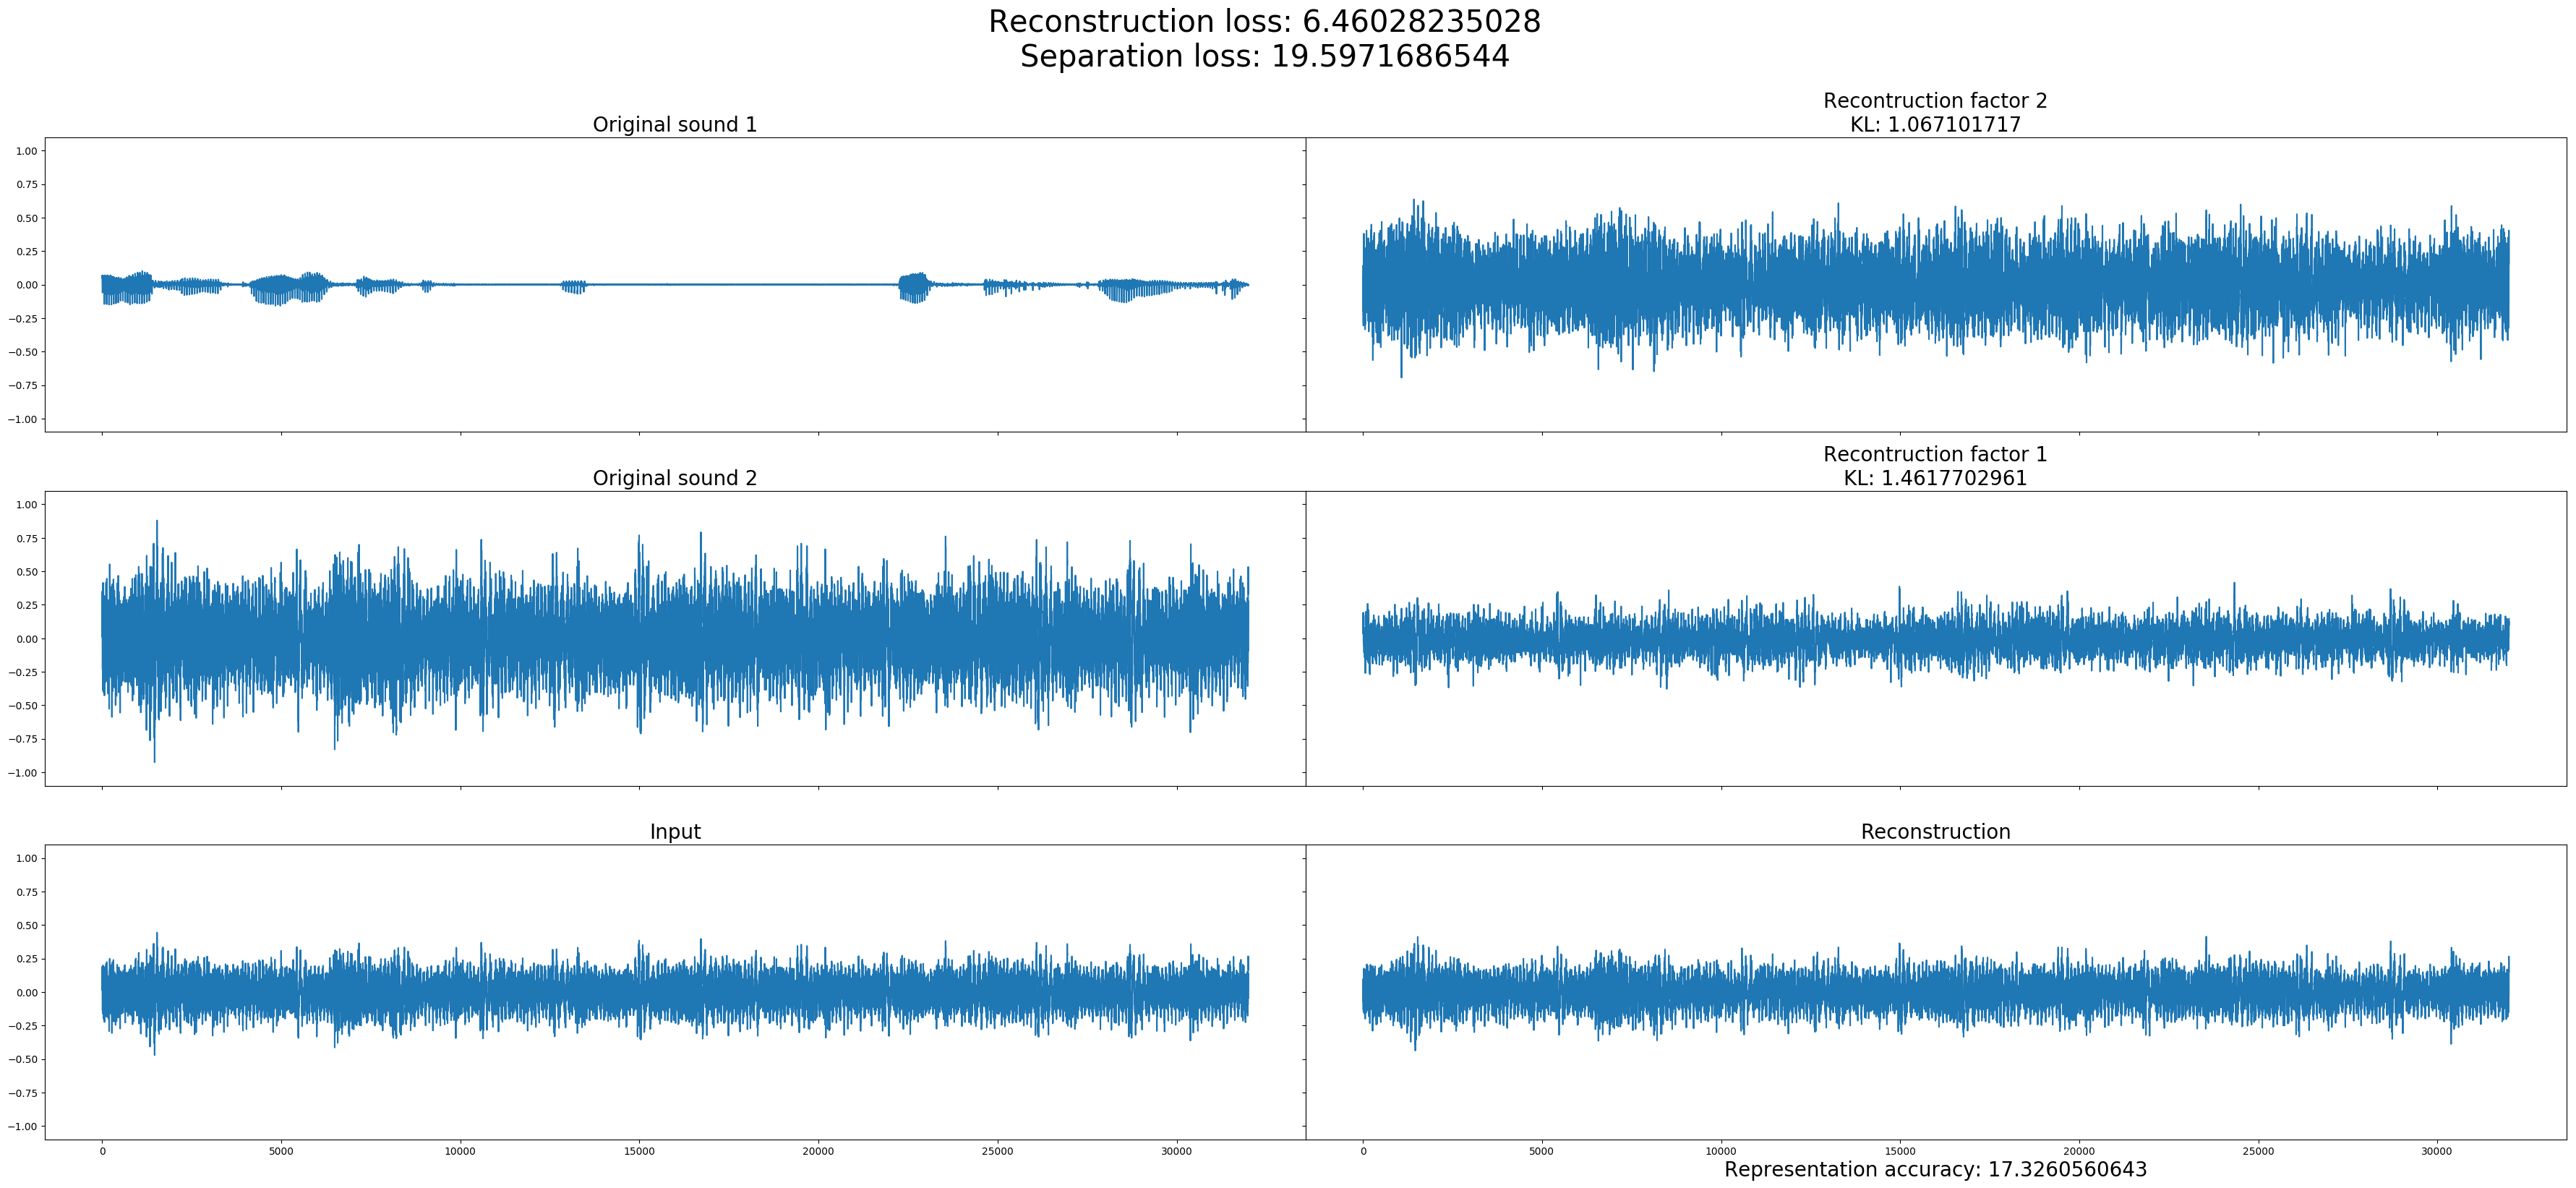 Reconstruction loss: 6.46028235028
Separation loss: 19.5971686544
Original sound 1
1.00
0.75
0.50
0.25
0.00
−0.25
−0.50
−0.75
−1.00
Recontruction factor 2
KL: 1.067101717
Original sound 2
1.00
0.75
0.50
0.25
0.00
−0.25
−0.50
−0.75
−1.00
Recontruction factor 1
KL: 1.4617702961
Input
1.00
0.75
0.50
0.25
0.00
−0.25
−0.50
−0.75
−1.00
0 5000 10000 15000 20000 25000 30000
Reconstruction
0 5000 10000 15000 20000 25000 30000
Representation accuracy: 17.3260560643